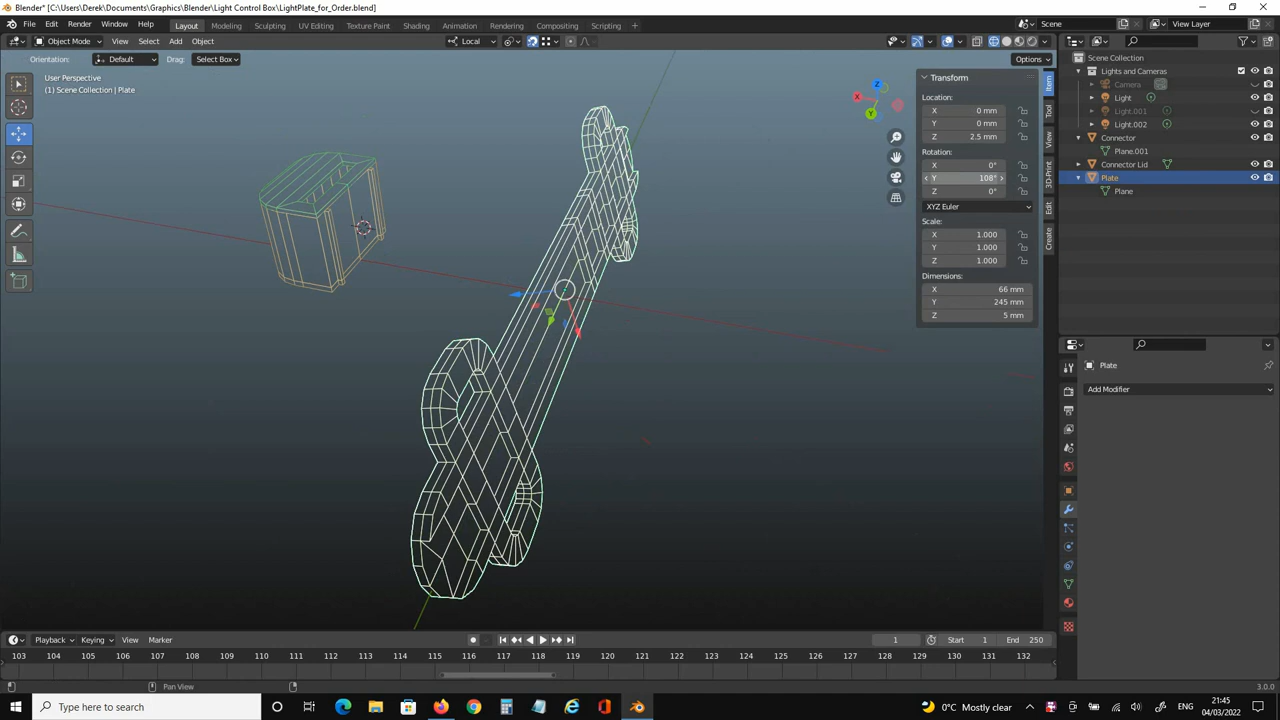 Blender* [C:\Users\Derek\Documents\Graphics\Blender\Light Control Box\LightPlate_for_Order.blend]
File Edit Render Window Help Layout Modeling Sculpting UV Editing Texture Paint Shading Animation Rendering Compositing Scripting Scene View Layer
Object Mode View Select Add Object Local
Orientation: Default Drag: Select Box Options
User Perspective
(1) Scene Collection | Plate
Transform
Location:
X 0 mm
Y 0 mm
Z 2.5 mm
Rotation:
X 0°
Y 108°
Z 0°
XYZ Euler
Scale:
X 1.000
Y 1.000
Z 1.000
Dimensions:
X 66 mm
Y 245 mm
Z 5 mm
Item
Tool
View
3D-Print
Edit
Create
Z
X
Y
Scene Collection
Lights and Cameras
Camera
Light
Light.001
Light.002
Connector
Plane.001
Connector Lid
Plate
Plane
Plate
Add Modifier
Playback Keying View Marker 1 Start 1 End 250
103 104 105 106 107 108 109 110 111 112 113 114 115 116 117 118 119 120 121 122 123 124 125 126 127 128 129 130 131 132
Pan View 3.0.0
Type here to search 0°C Mostly clear ENG 21:45
04/03/2022